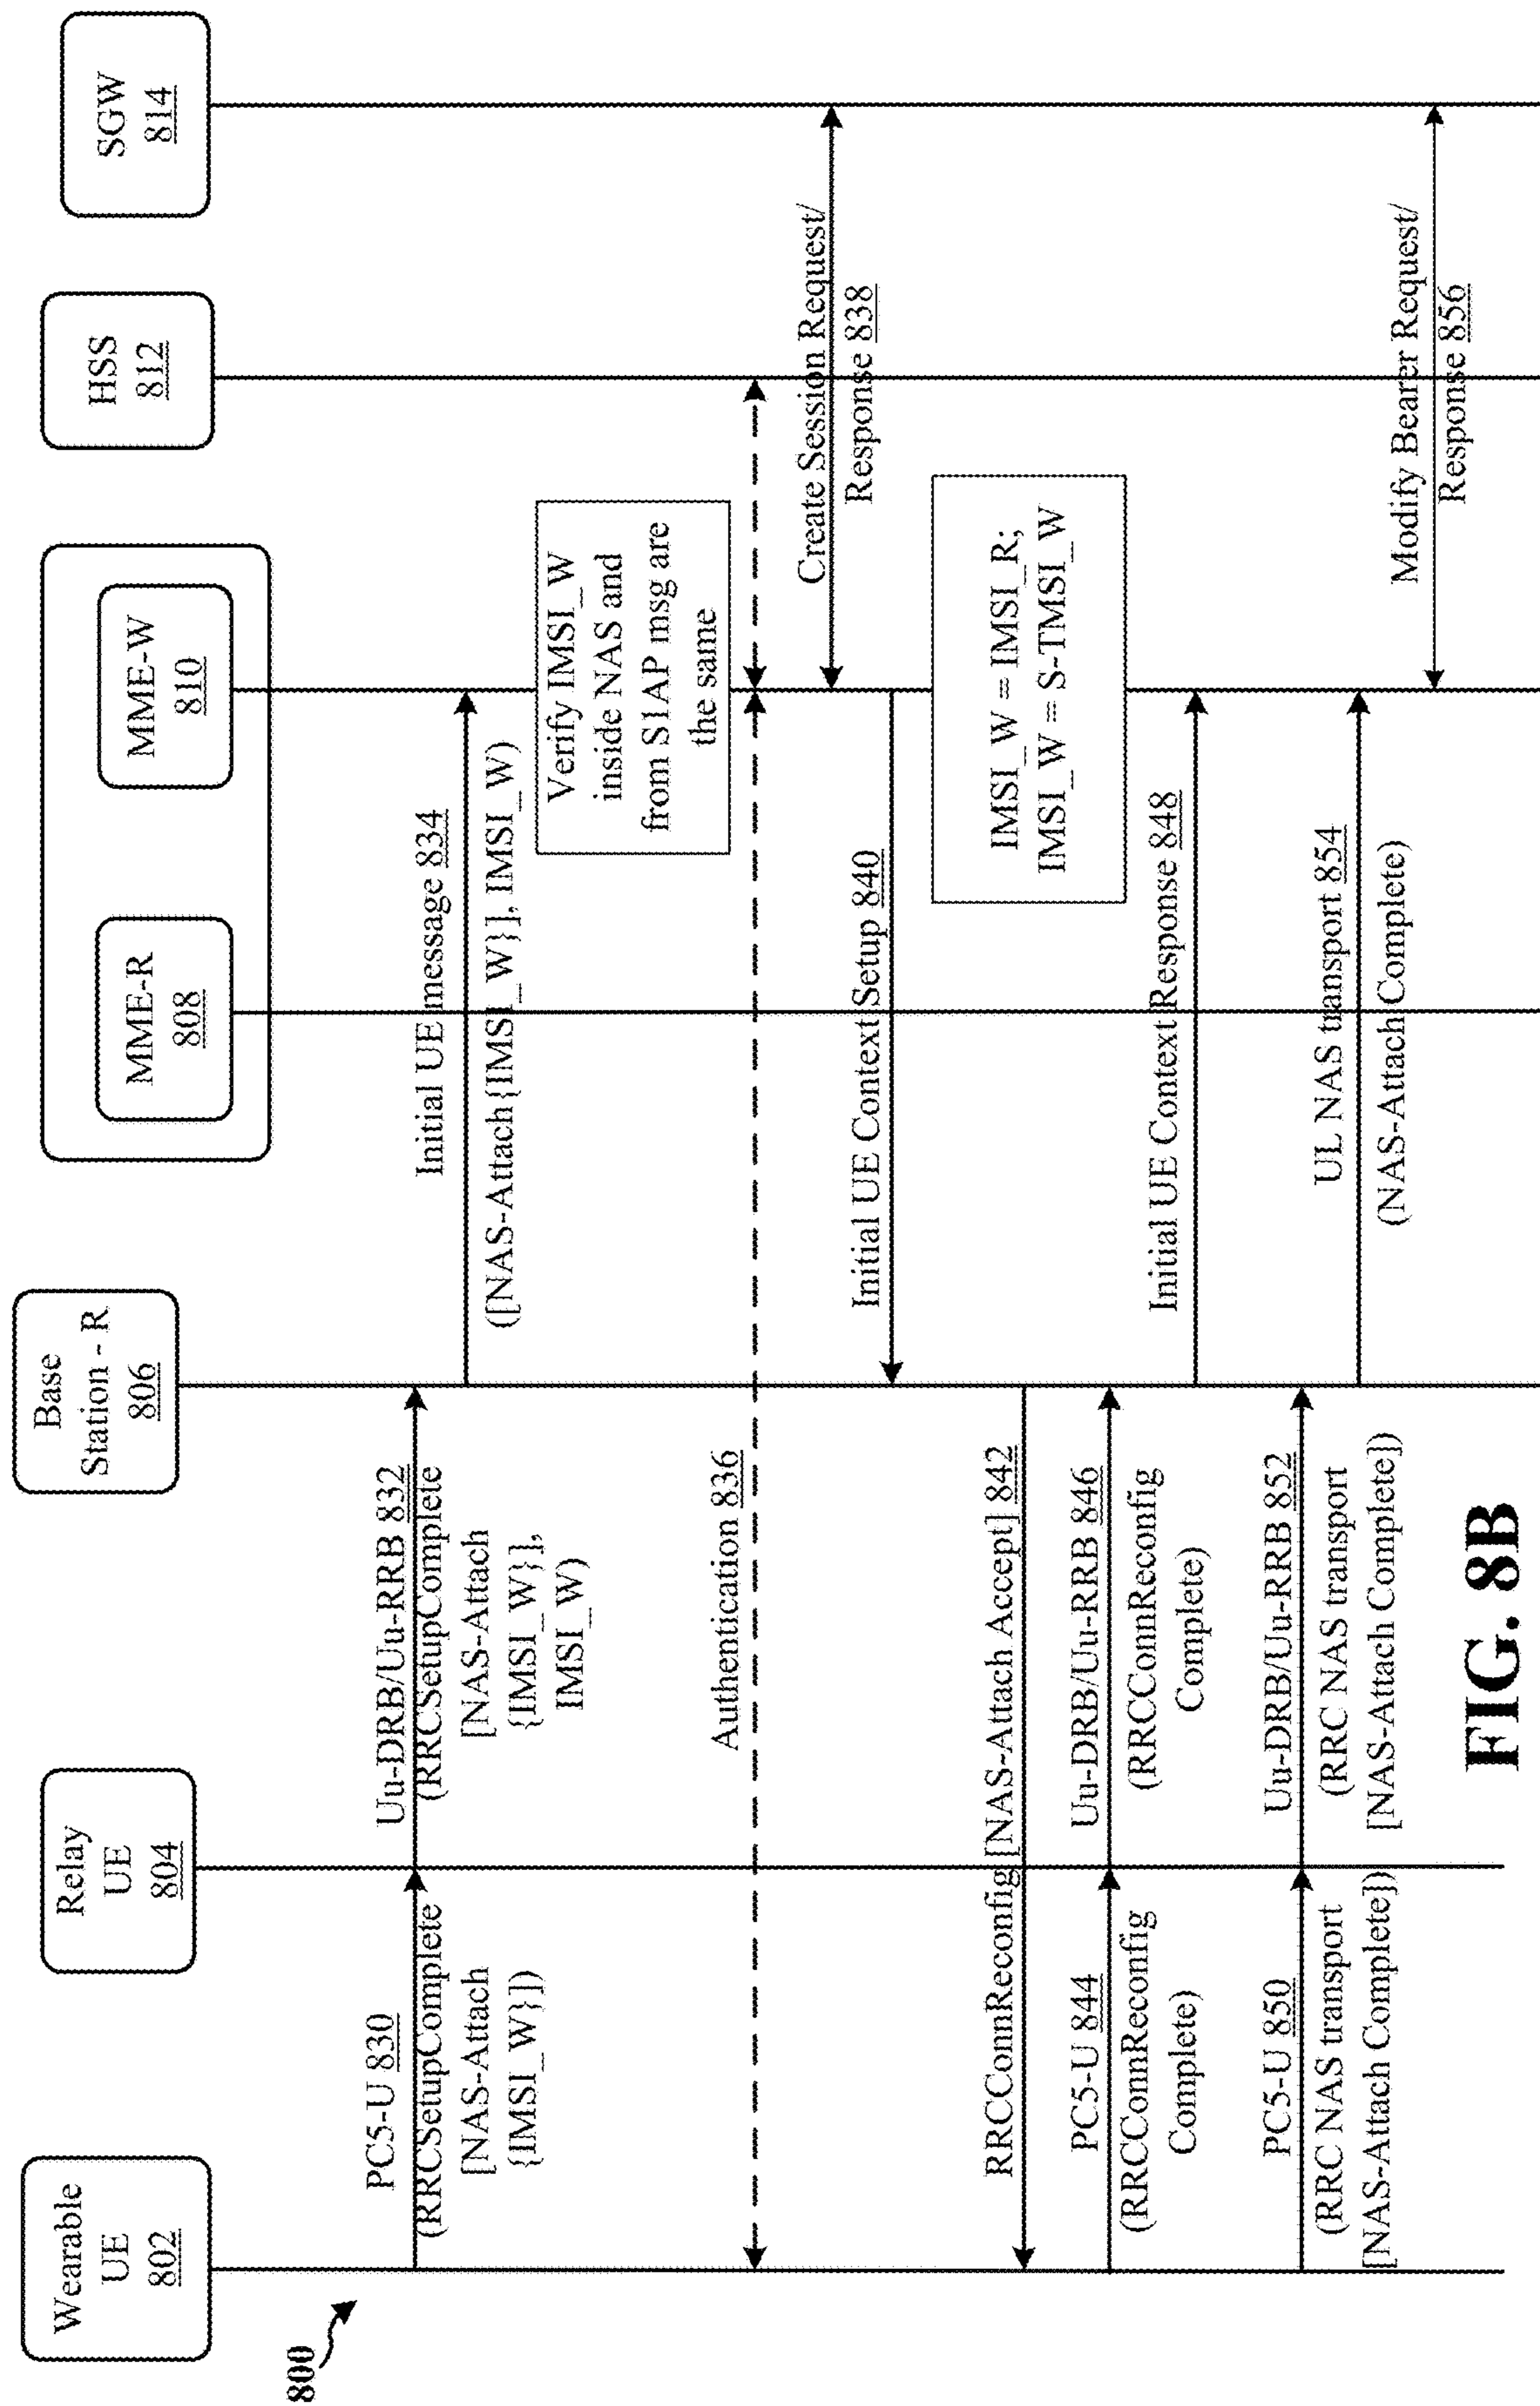 800
Wearable
UE
802
Relay
UE
804
Base
Station - R
806
MME-R
808
MME-W
810
HSS
812
SGW
814
PC5-U 830
(RRCSetupComplete
[NAS-Attach
{IMSI_W}])
Uu-DRB/Uu-RRB 832
(RRCSetupComplete
[NAS-Attach
{IMSI_W}],
IMSI_W)
Initial UE message 834
([NAS-Attach{IMSI_W}], IMSI_W)
Verify IMSI_W
inside NAS and
from S1AP msg are
the same
Authentication 836
Create Session Request/
Response 838
Initial UE Context Setup 840
IMSI_W = IMSI_R;
IMSI_W = S-TMSI_W
RRCConnReconfig [NAS-Attach Accept] 842
PC5-U 844
(RRCConnReconfig
Complete)
Uu-DRB/Uu-RRB 846
(RRCConnReconfig
Complete)
Initial UE Context Response 848
PC5-U 850
(RRC NAS transport
[NAS-Attach Complete])
Uu-DRB/Uu-RRB 852
(RRC NAS transport
[NAS-Attach Complete])
UL NAS transport 854
(NAS-Attach Complete)
Modify Bearer Request/
Response 856
FIG. 8B